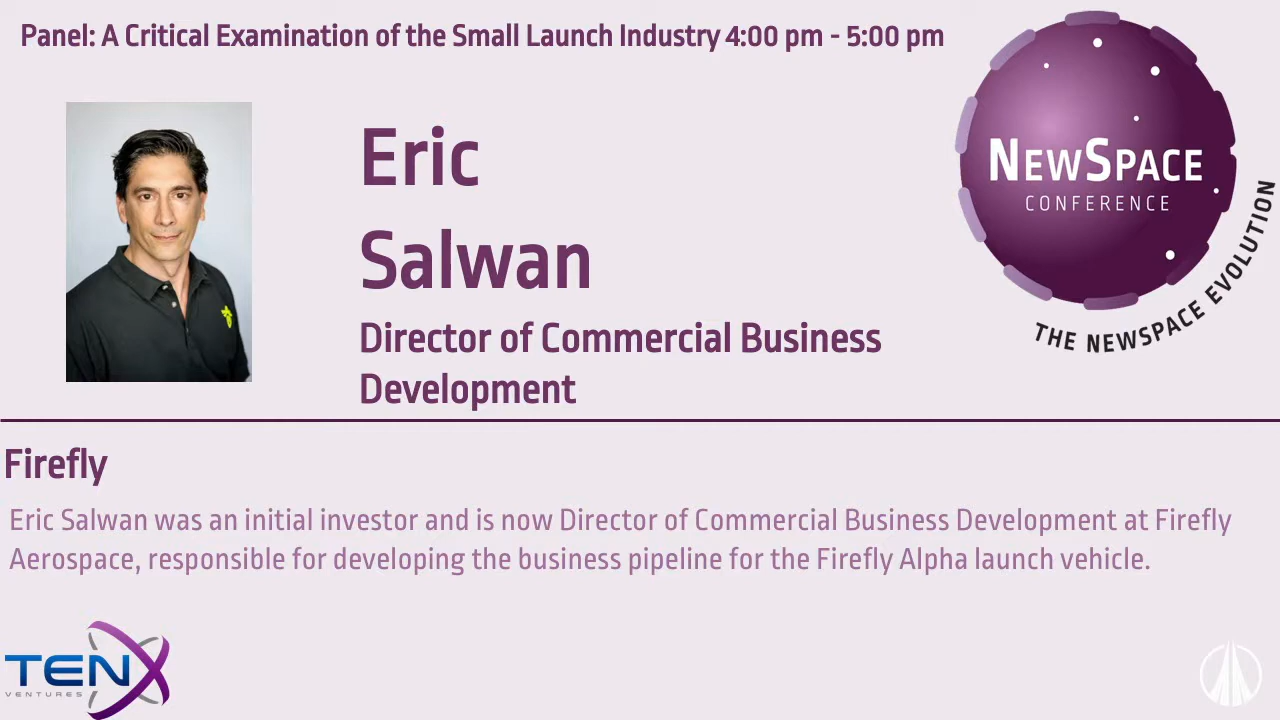 Panel: A Critical Examination of the Small Launch Industry 4:00 pm - 5:00 pm
NEWSPACE
CONFERENCE
THE NEWSPACE EVOLUTION
Eric
Salwan
Director of Commercial Business
Development
Firefly
Eric Salwan was an initial investor and is now Director of Commercial Business Development at Firefly
Aerospace, responsible for developing the business pipeline for the Firefly Alpha launch vehicle.
TENX
VENTURES